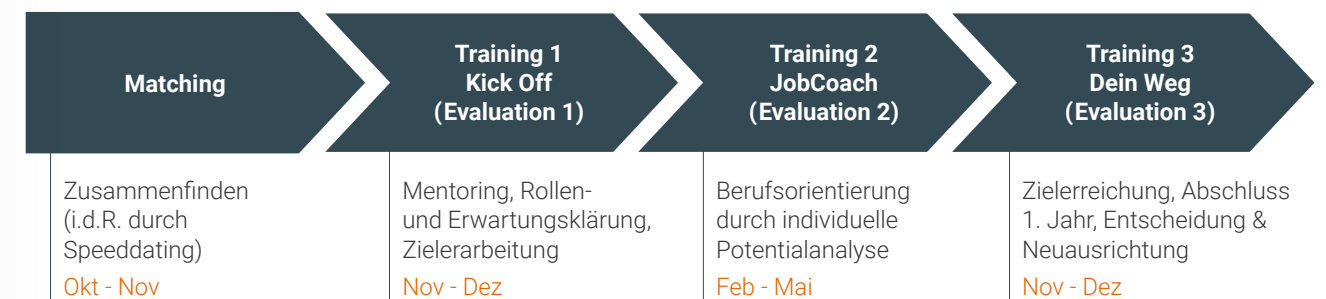 Matching
Training 1
Kick Off
(Evaluation 1)
Training 2
JobCoach
(Evaluation 2)
Training 3
Dein Weg
(Evaluation 3)
Zusammenfinden
(i.d.R. durch
Speeddating)
Okt - Nov
Mentoring, Rollen-
und Erwartungsklärung,
Zielerarbeitung
Nov - Dez
Berufsorientierung
durch individuelle
Potentialanalyse
Feb - Mai
Zielerreichung, Abschluss
1. Jahr, Entscheidung &
Neuausrichtung
Nov - Dez